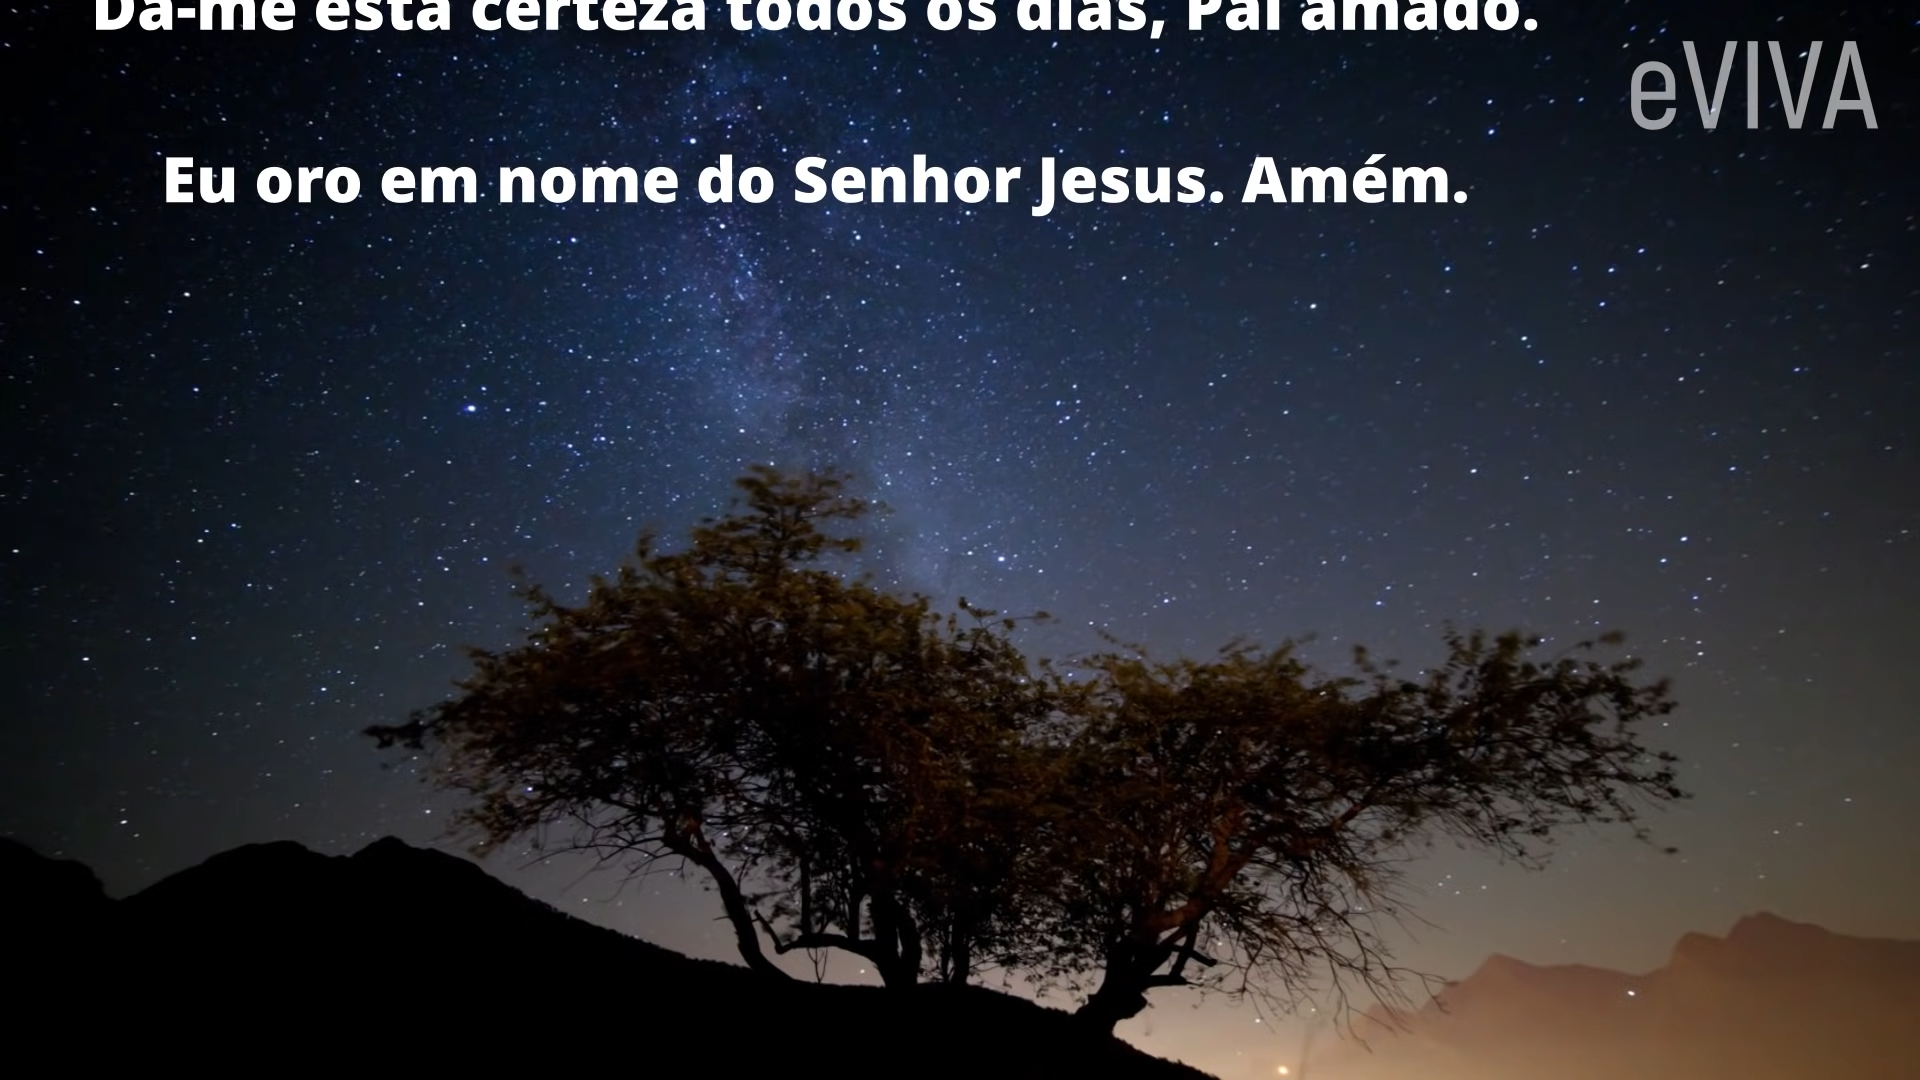 Dá-me esta certeza todos os dias, Pai amado.
eVIVA
Eu oro em nome do Senhor Jesus. Amém.